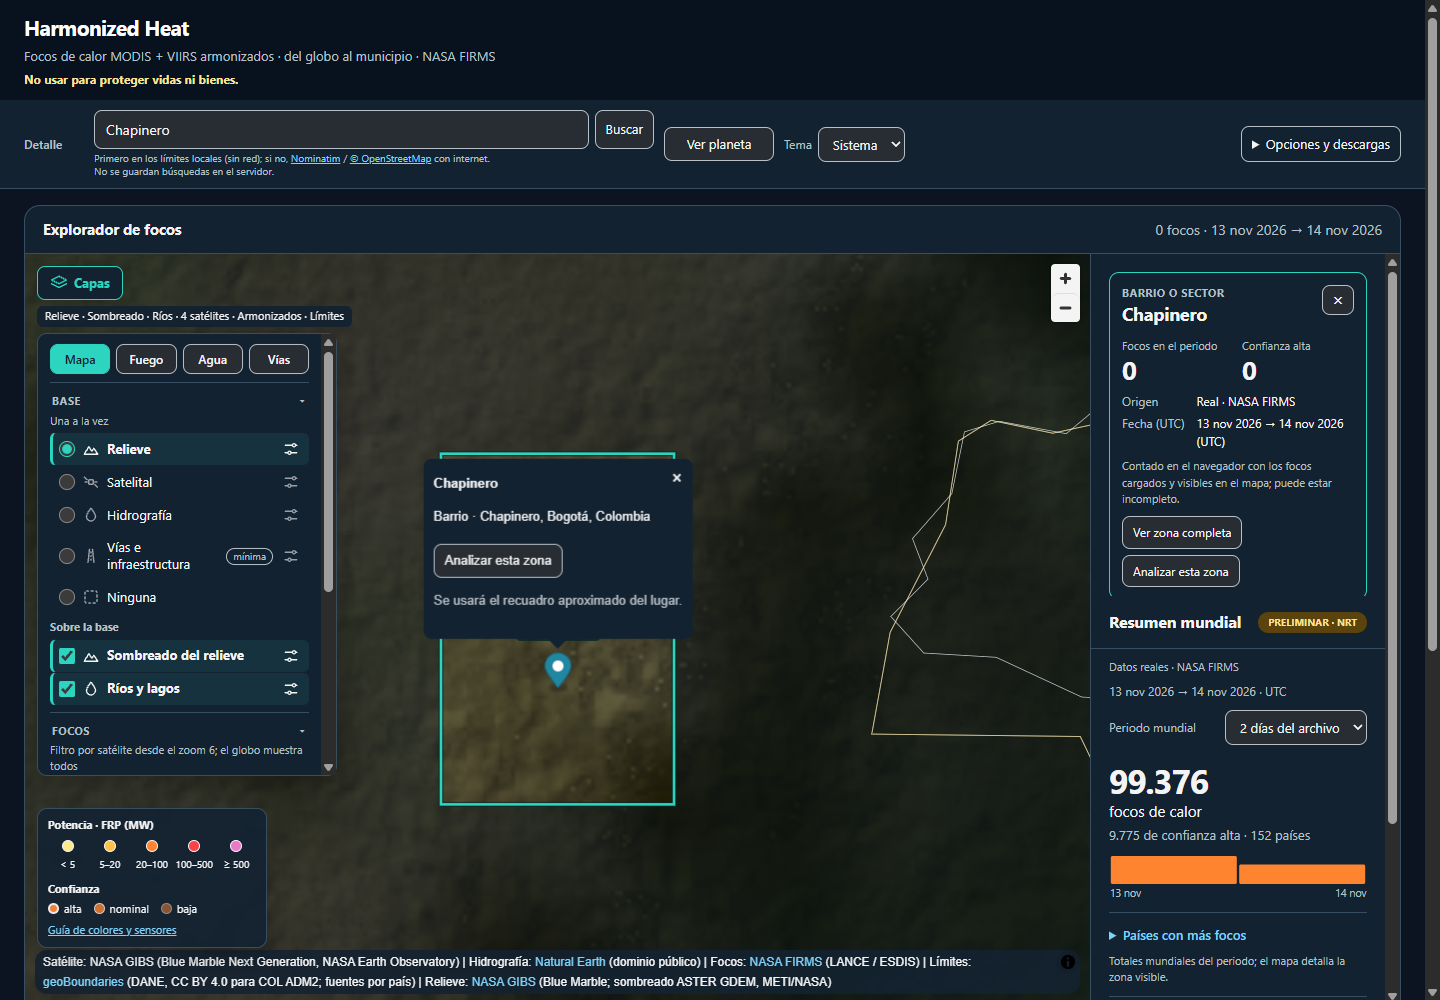 Harmonized Heat
Focos de calor MODIS + VIIRS armonizados · del globo al municipio · NASA FIRMS
No usar para proteger vidas ni bienes.
Detalle
Chapinero
Buscar
Ver planeta
Tema
Sistema
▶ Opciones y descargas
Primero en los límites locales (sin red); si no, Nominatim / © OpenStreetMap con internet.
No se guardan búsquedas en el servidor.
Explorador de focos
0 focos · 13 nov 2026 → 14 nov 2026
Capas
Relieve · Sombreado · Ríos · 4 satélites · Armonizados · Límites
Mapa
Fuego
Agua
Vías
BASE
Una a la vez
Relieve
Satelital
Hidrografía
Vías e
infraestructura
mínima
Ninguna
Sobre la base
Sombreado del relieve
Ríos y lagos
FOCOS
Filtro por satélite desde el zoom 6; el globo muestra
todos
Potencia · FRP (MW)
< 5
5–20
20–100
100–500
≥ 500
Confianza
alta
nominal
baja
Guía de colores y sensores
Chapinero
×
Barrio · Chapinero, Bogotá, Colombia
Analizar esta zona
Se usará el recuadro aproximado del lugar.
+
−
Satélite: NASA GIBS (Blue Marble Next Generation, NASA Earth Observatory) | Hidrografía: Natural Earth (dominio público) | Focos: NASA FIRMS (LANCE / ESDIS) | Límites:
geoBoundaries (DANE, CC BY 4.0 para COL ADM2; fuentes por país) | Relieve: NASA GIBS (Blue Marble; sombreado ASTER GDEM, METI/NASA)
BARRIO O SECTOR
Chapinero
×
Focos en el periodo
Confianza alta
0
0
Origen
Real · NASA FIRMS
Fecha (UTC)
13 nov 2026 → 14 nov 2026
(UTC)
Contado en el navegador con los focos
cargados y visibles en el mapa; puede estar
incompleto.
Ver zona completa
Analizar esta zona
Resumen mundial
PRELIMINAR · NRT
Datos reales · NASA FIRMS
13 nov 2026 → 14 nov 2026 · UTC
Periodo mundial
2 días del archivo
99.376
focos de calor
9.775 de confianza alta · 152 países
13 nov
14 nov
▶ Países con más focos
Totales mundiales del periodo; el mapa detalla la
zona visible.